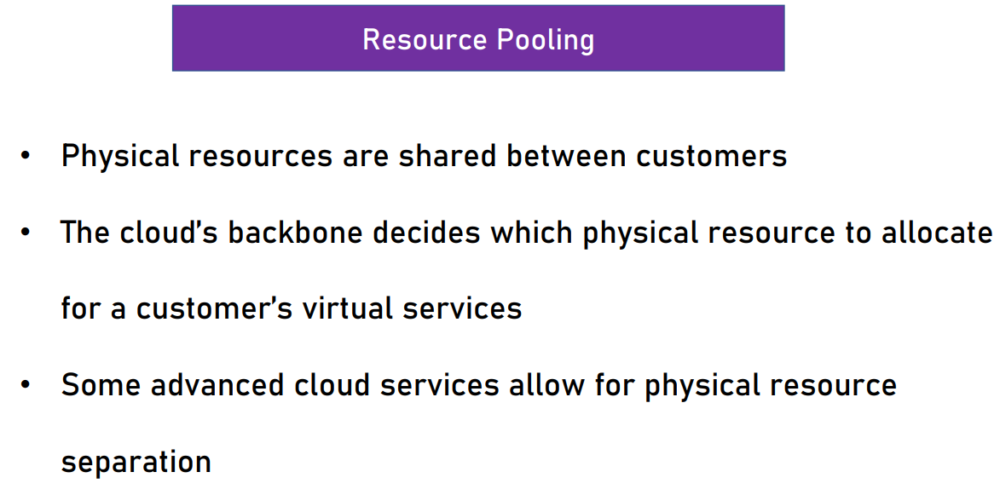 Resource Pooling
• Physical resources are shared between customers
• The cloud’s backbone decides which physical resource to allocate
for a customer’s virtual services
• Some advanced cloud services allow for physical resource
separation